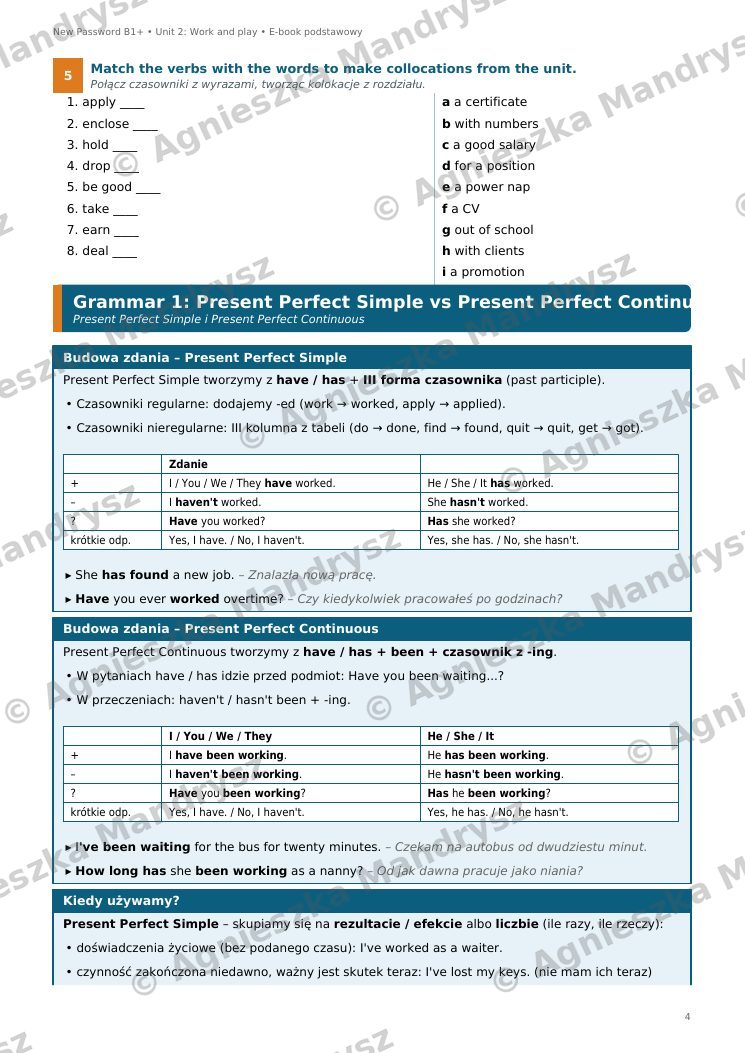 New Password B1+ • Unit 2: Work and play • E-book podstawowy
5 Match the verbs with the words to make collocations from the unit.
Połącz czasowniki z wyrazami, tworząc kolokacje z rozdziału.
1. apply ____
2. enclose ____
3. hold ____
4. drop ____
5. be good ____
6. take ____
7. earn ____
8. deal ____
a a certificate
b with numbers
c a good salary
d for a position
e a power nap
f a CV
g out of school
h with clients
i a promotion
Grammar 1: Present Perfect Simple vs Present Perfect Continu
Present Perfect Simple i Present Perfect Continuous
Budowa zdania – Present Perfect Simple
Present Perfect Simple tworzymy z have / has + III forma czasownika (past participle).
• Czasowniki regularne: dodajemy -ed (work → worked, apply → applied).
• Czasowniki nieregularne: III kolumna z tabeli (do → done, find → found, quit → quit, get → got).
Zdanie
+ I / You / We / They have worked. He / She / It has worked.
– I haven't worked. She hasn't worked.
? Have you worked? Has she worked?
krótkie odp. Yes, I have. / No, I haven't. Yes, she has. / No, she hasn't.
▸ She has found a new job. – Znalazła nową pracę.
▸ Have you ever worked overtime? – Czy kiedykolwiek pracowałeś po godzinach?
Budowa zdania – Present Perfect Continuous
Present Perfect Continuous tworzymy z have / has + been + czasownik z -ing.
• W pytaniach have / has idzie przed podmiot: Have you been waiting...?
• W przeczeniach: haven't / hasn't been + -ing.
I / You / We / They He / She / It
+ I have been working. He has been working.
– I haven't been working. He hasn't been working.
? Have you been working? Has he been working?
krótkie odp. Yes, I have. / No, I haven't. Yes, he has. / No, he hasn't.
▸ I've been waiting for the bus for twenty minutes. – Czekam na autobus od dwudziestu minut.
▸ How long has she been working as a nanny? – Od jak dawna pracuje jako niania?
Kiedy używamy?
Present Perfect Simple – skupiamy się na rezultacie / efekcie albo liczbie (ile razy, ile rzeczy):
• doświadczenia życiowe (bez podanego czasu): I've worked as a waiter.
• czynność zakończona niedawno, ważny jest skutek teraz: I've lost my keys. (nie mam ich teraz)
4
© Agnieszka Mandrysz